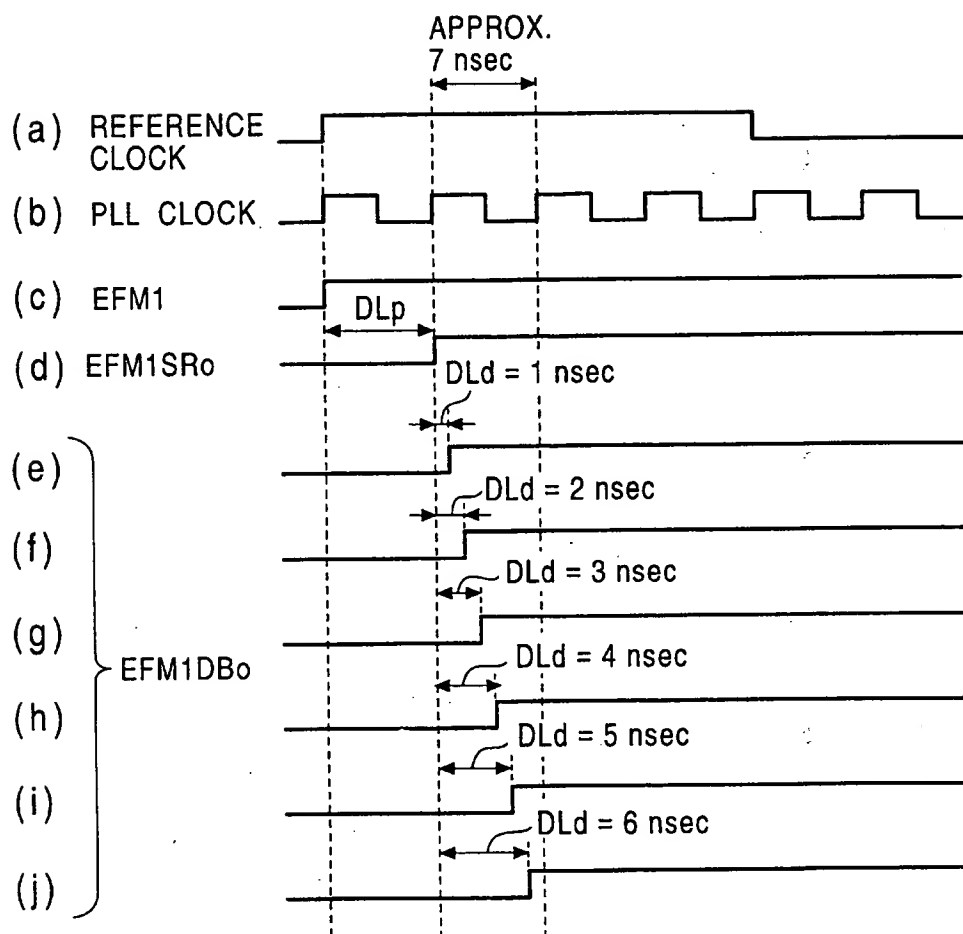 APPROX.
7 nsec
(a) REFERENCE
CLOCK
(b) PLL CLOCK
(c) EFM1
DLp
(d) EFM1SRo
DLd = 1 nsec
(e)
DLd = 2 nsec
(f)
DLd = 3 nsec
(g)
EFM1DBo
DLd = 4 nsec
(h)
DLd = 5 nsec
(i)
DLd = 6 nsec
(j)